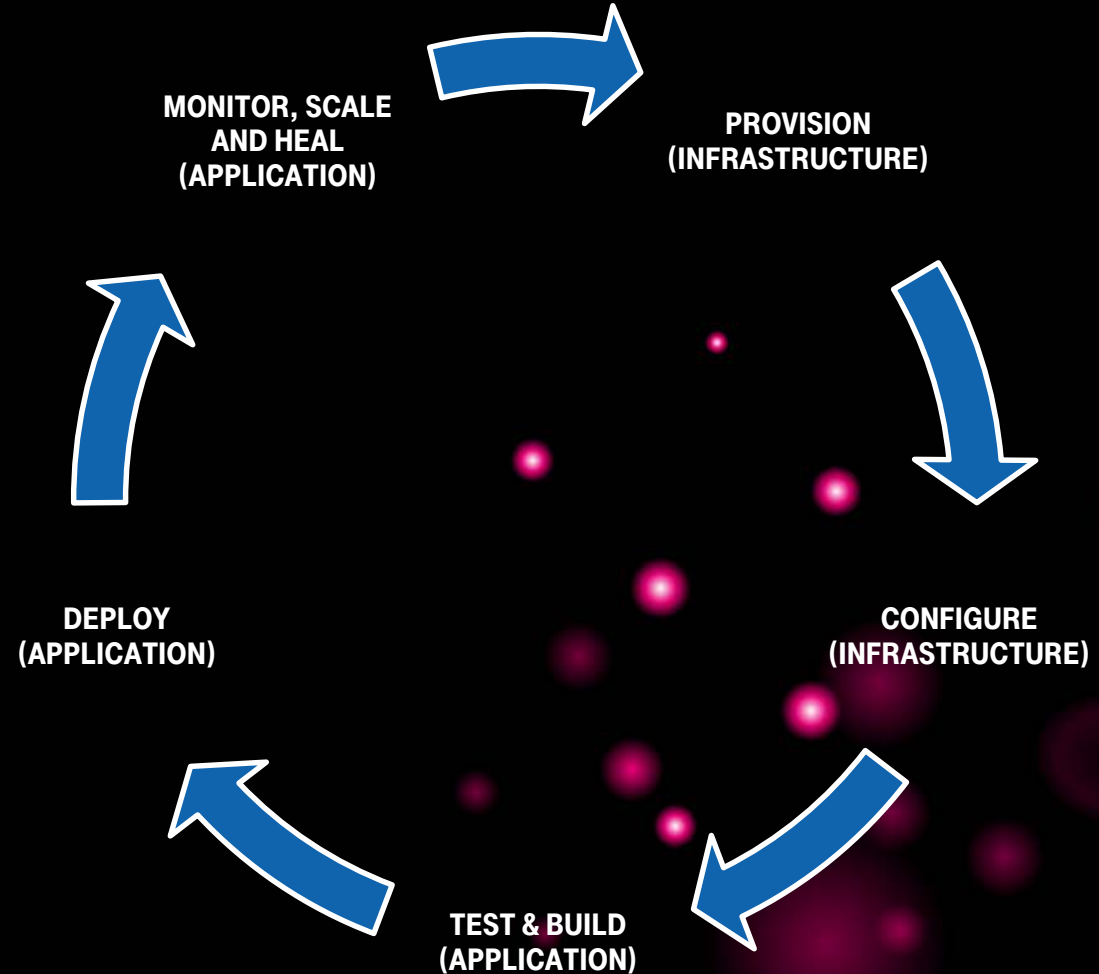 MONITOR, SCALE
AND HEAL
(APPLICATION)
PROVISION
(INFRASTRUCTURE)
CONFIGURE
(INFRASTRUCTURE)
TEST & BUILD
(APPLICATION)
DEPLOY
(APPLICATION)